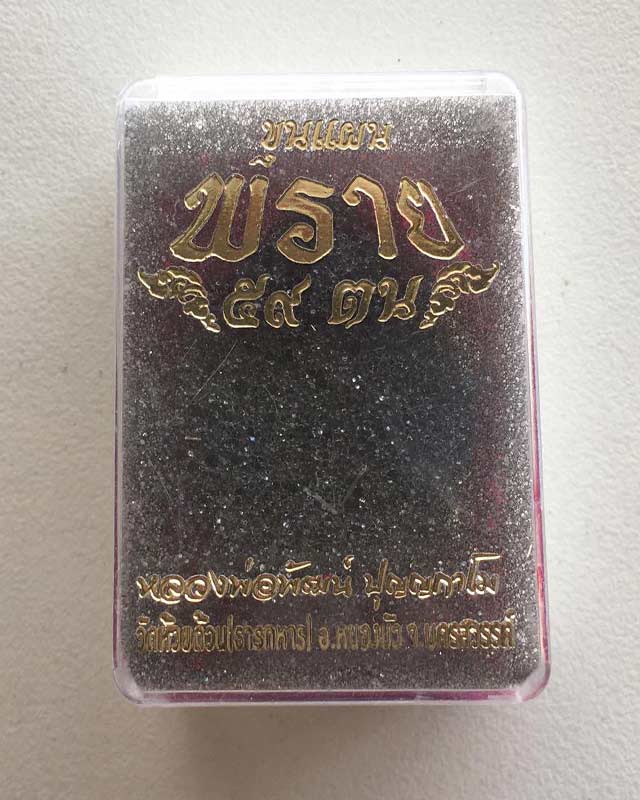 ขุนแผน
พราย
๕๙ ตน
หลวงพ่อพัฒน์ ปุญญกาโม
วัดห้วยด้วน(ธารทหาร) อ.หนองบัว จ.นครสวรรค์